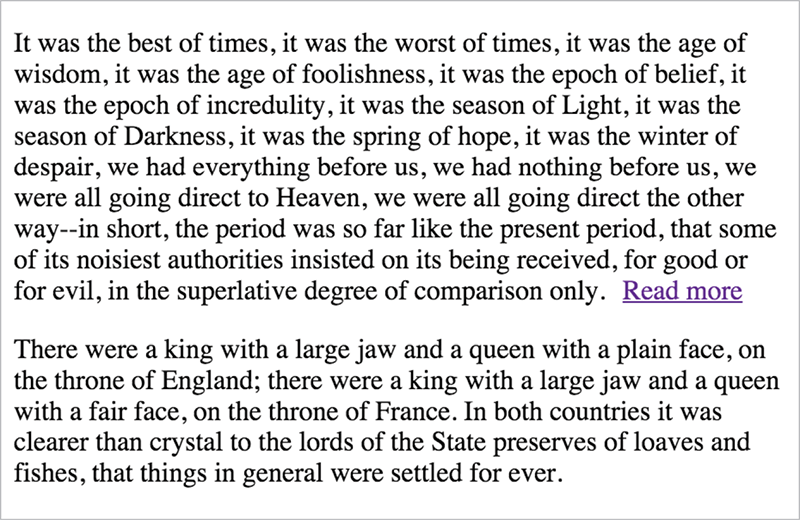 It was the best of times, it was the worst of times, it was the age of
wisdom, it was the age of foolishness, it was the epoch of belief, it
was the epoch of incredulity, it was the season of Light, it was the
season of Darkness, it was the spring of hope, it was the winter of
despair, we had everything before us, we had nothing before us, we
were all going direct to Heaven, we were all going direct the other
way--in short, the period was so far like the present period, that some
of its noisiest authorities insisted on its being received, for good or
for evil, in the superlative degree of comparison only. Read more
There were a king with a large jaw and a queen with a plain face, on
the throne of England; there were a king with a large jaw and a queen
with a fair face, on the throne of France. In both countries it was
clearer than crystal to the lords of the State preserves of loaves and
fishes, that things in general were settled for ever.